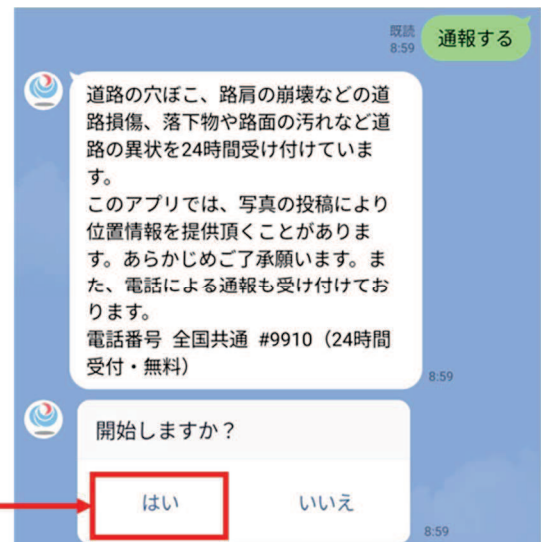 既読
8:59
通報する
道路の穴ぼこ、路肩の崩壊などの道
路損傷、落下物や路面の汚れなど道
路の異状を24時間受け付けていま
す。
このアプリでは、写真の投稿により
位置情報を提供頂くことがありま
す。あらかじめご了承願います。ま
た、電話による通報も受け付けてお
ります。
電話番号 全国共通 #9910（24時間
受付・無料）
8:59
開始しますか？
はい いいえ
8:59